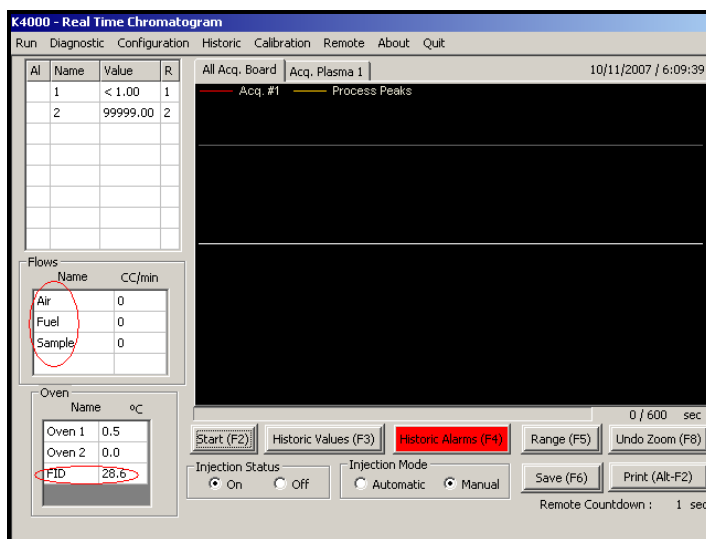 K4000 - Real Time Chromatogram
Run Diagnostic Configuration Historic Calibration Remote About Quit
Al Name Value R
1 < 1.00 1
2 99999.00 2
All Acq. Board Acq. Plasma 1 10/11/2007 / 6:09:39
Acq. #1 Process Peaks
Flows
Name CC/min
Air 0
Fuel 0
Sample 0
Oven
Name ºC
Oven 1 0.5
Oven 2 0.0
FID 28.6
0 / 600 sec
Start (F2) Historic Values (F3) Historic Alarms (F4) Range (F5) Undo Zoom (F8)
Injection Status Injection Mode
On Off Automatic Manual Save (F6) Print (Alt-F2)
Remote Countdown : 1 sec